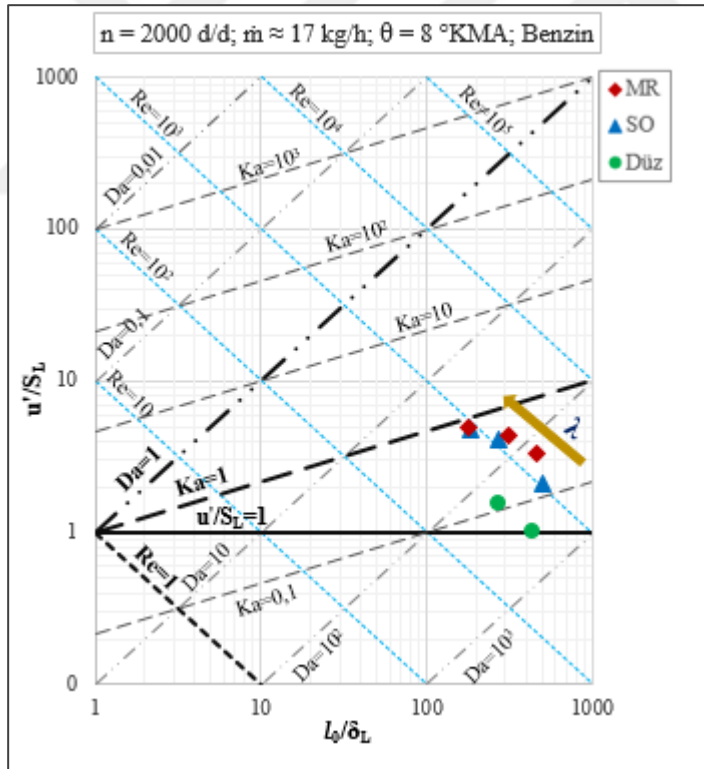 n = 2000 d/d; ṁ ≈ 17 kg/h; θ = 8 °KMA; Benzin
MR
SO
Düz
u'/S_L
1000
100
10
1
0
Re=10³
Re=10⁴
Re=10⁵
Da=0,01
Ka=10³
Re=10²
Ka=10²
Da=0,1
Ka=10
Re=10
λ
Da=1
Ka=1
u'/S_L=1
Re=1
Da=10
Ka=0,1
Da=10²
Da=10³
1
10
100
1000
l₀/δ_L